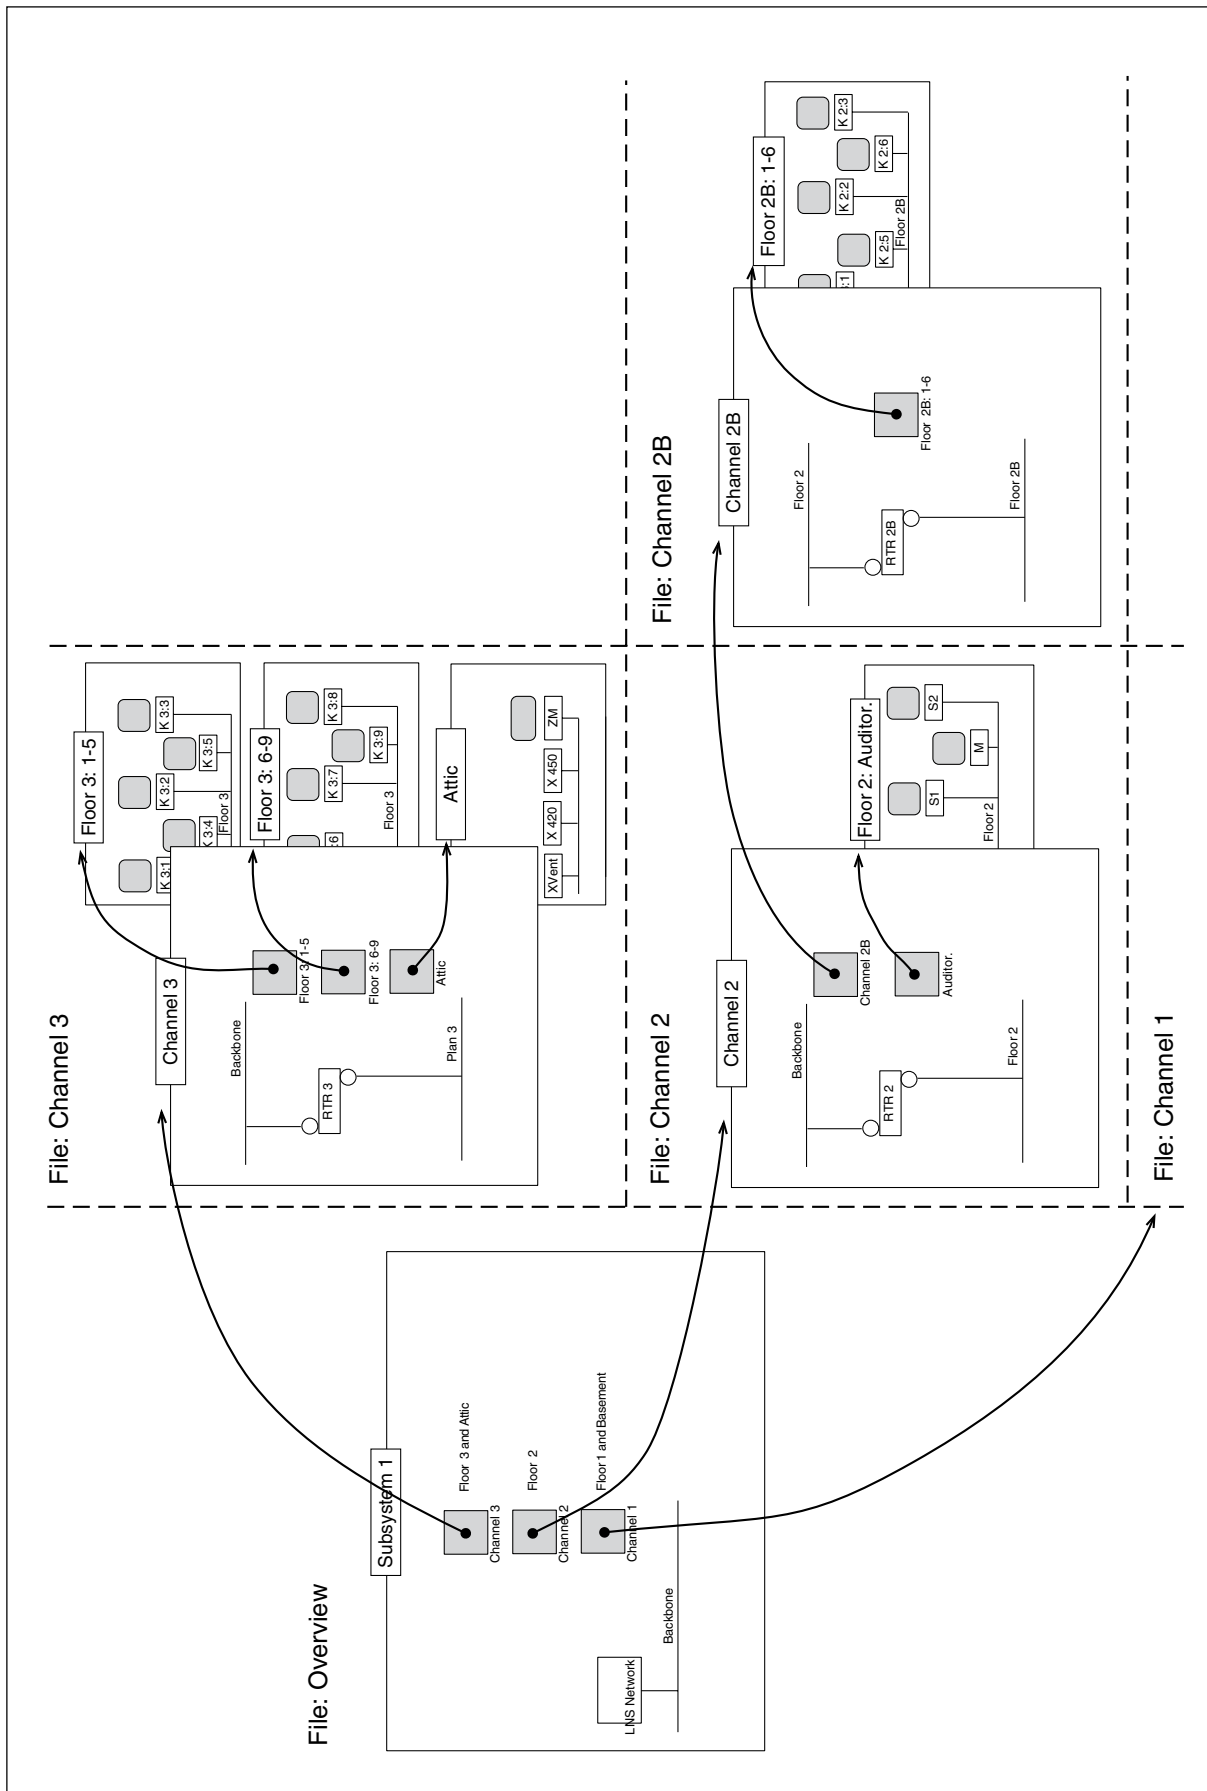 File: Overview
Subsystem 1
Channel 3
Floor 3 and Attic
Channel 2
Floor 2
Channel 1
Floor1 and Basement
LNS Network
Backbone
File: Channel 3
Channel 3
Backbone
RTR 3
Plan 3
Floor 3: 1-5
Floor 3: 6-9
Attic
Floor 3: 1-5
K 3:1
K 3:4
K 3:2
K 3:5
K 3:3
Floor 3
Floor 3: 6-9
:6
K 3:7
K 3:9
K 3:8
Floor 3
Attic
XVent
X 420
X 450
ZM
File: Channel 2
Channel 2
Backbone
RTR 2
Floor 2
Channel 2B
Auditor.
Floor 2: Auditor.
S1
M
S2
Floor 2
File: Channel 2B
Channel 2B
Floor 2
RTR 2B
Floor 2B
Floor 2B: 1-6
Floor 2B: 1-6
:1
K 2:5
K 2:2
K 2:6
K 2:3
Floor 2B
File: Channel 1